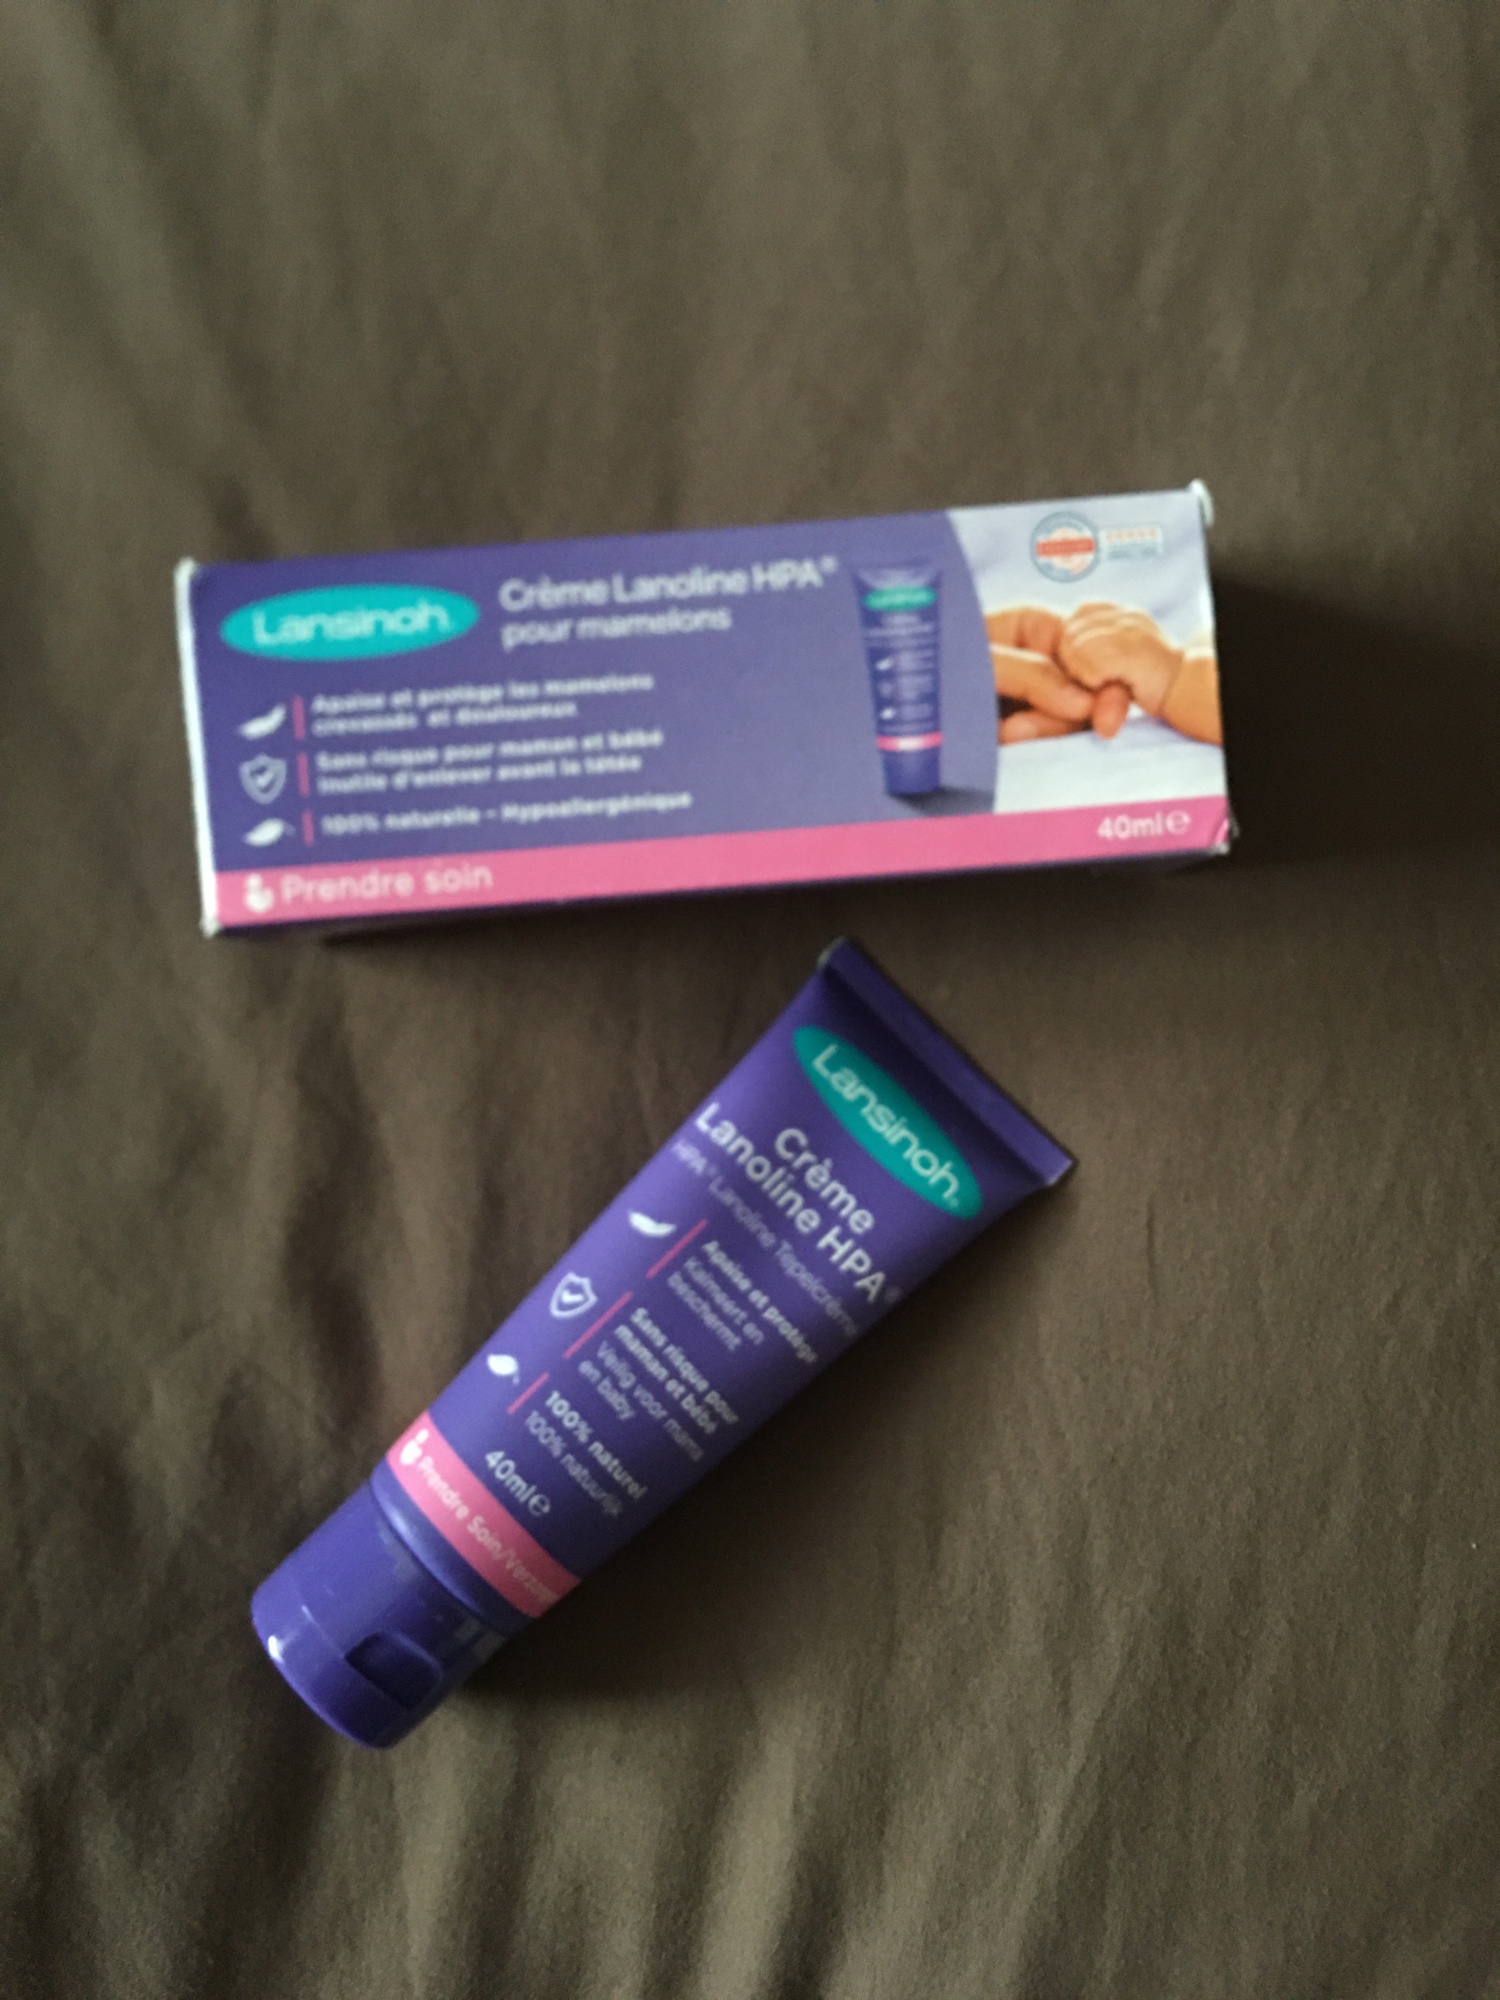 Lansinoh
Crème Lanoline HPA®
pour mamelons
Apaise et protège les mamelons
crevassés et douloureux
Sans risque pour maman et bébé
Inutile d'enlever avant la tétée
100% naturelle - Hypoallergénique
Prendre soin
40ml℮
Lansinoh®
Crème
Lanoline HPA®
HPA® Lanoline Tepelcrème
Apaise et protège
Kalmeert en
beschermt
Sans risque pour
maman et bébé
Veilig voor mama
en baby
100% naturel
100% natuurlijk
40ml℮
Prendre Soin/